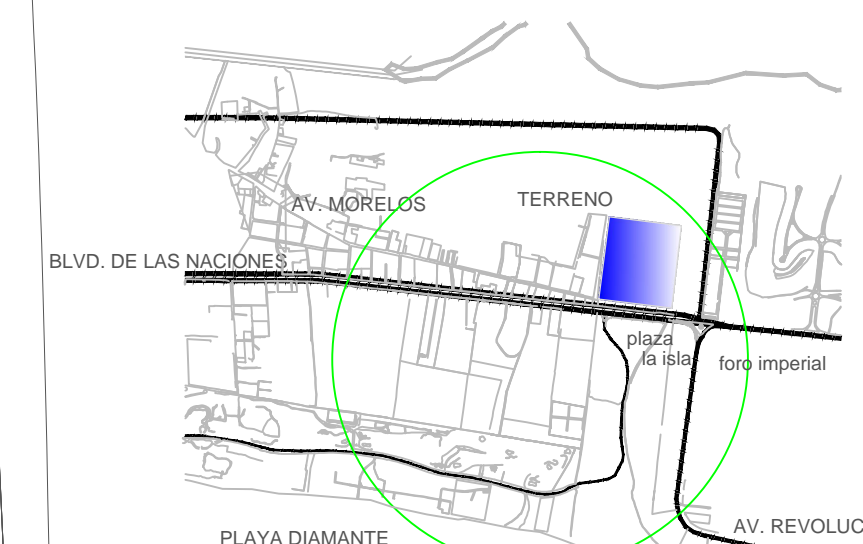 TERRENO
AV. MORELOS
BLVD. DE LAS NACIONES
plaza
la isla
foro imperial
AV. REVOLUC
PLAYA DIAMANTE